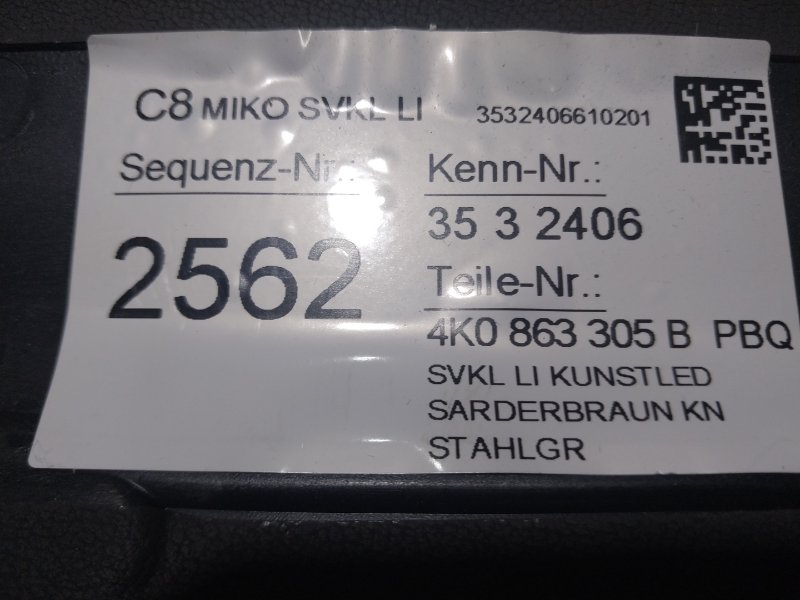 C8 MIKO SVKL LI 3532406610201
Sequenz-Nr.: Kenn-Nr.:
2562 35 3 2406
Teile-Nr.:
4K0 863 305 B PBQ
SVKL LI KUNSTLED
SARDERBRAUN KN
STAHLGR